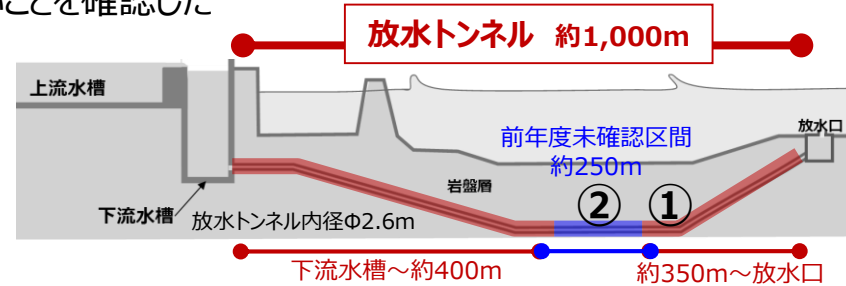 いことを確認した
放水トンネル 約1,000m
上流水槽
放水口
前年度未確認区間
約250m
岩盤層
② ①
下流水槽
放水トンネル内径Φ2.6m
下流水槽～約400m
約350m～放水口